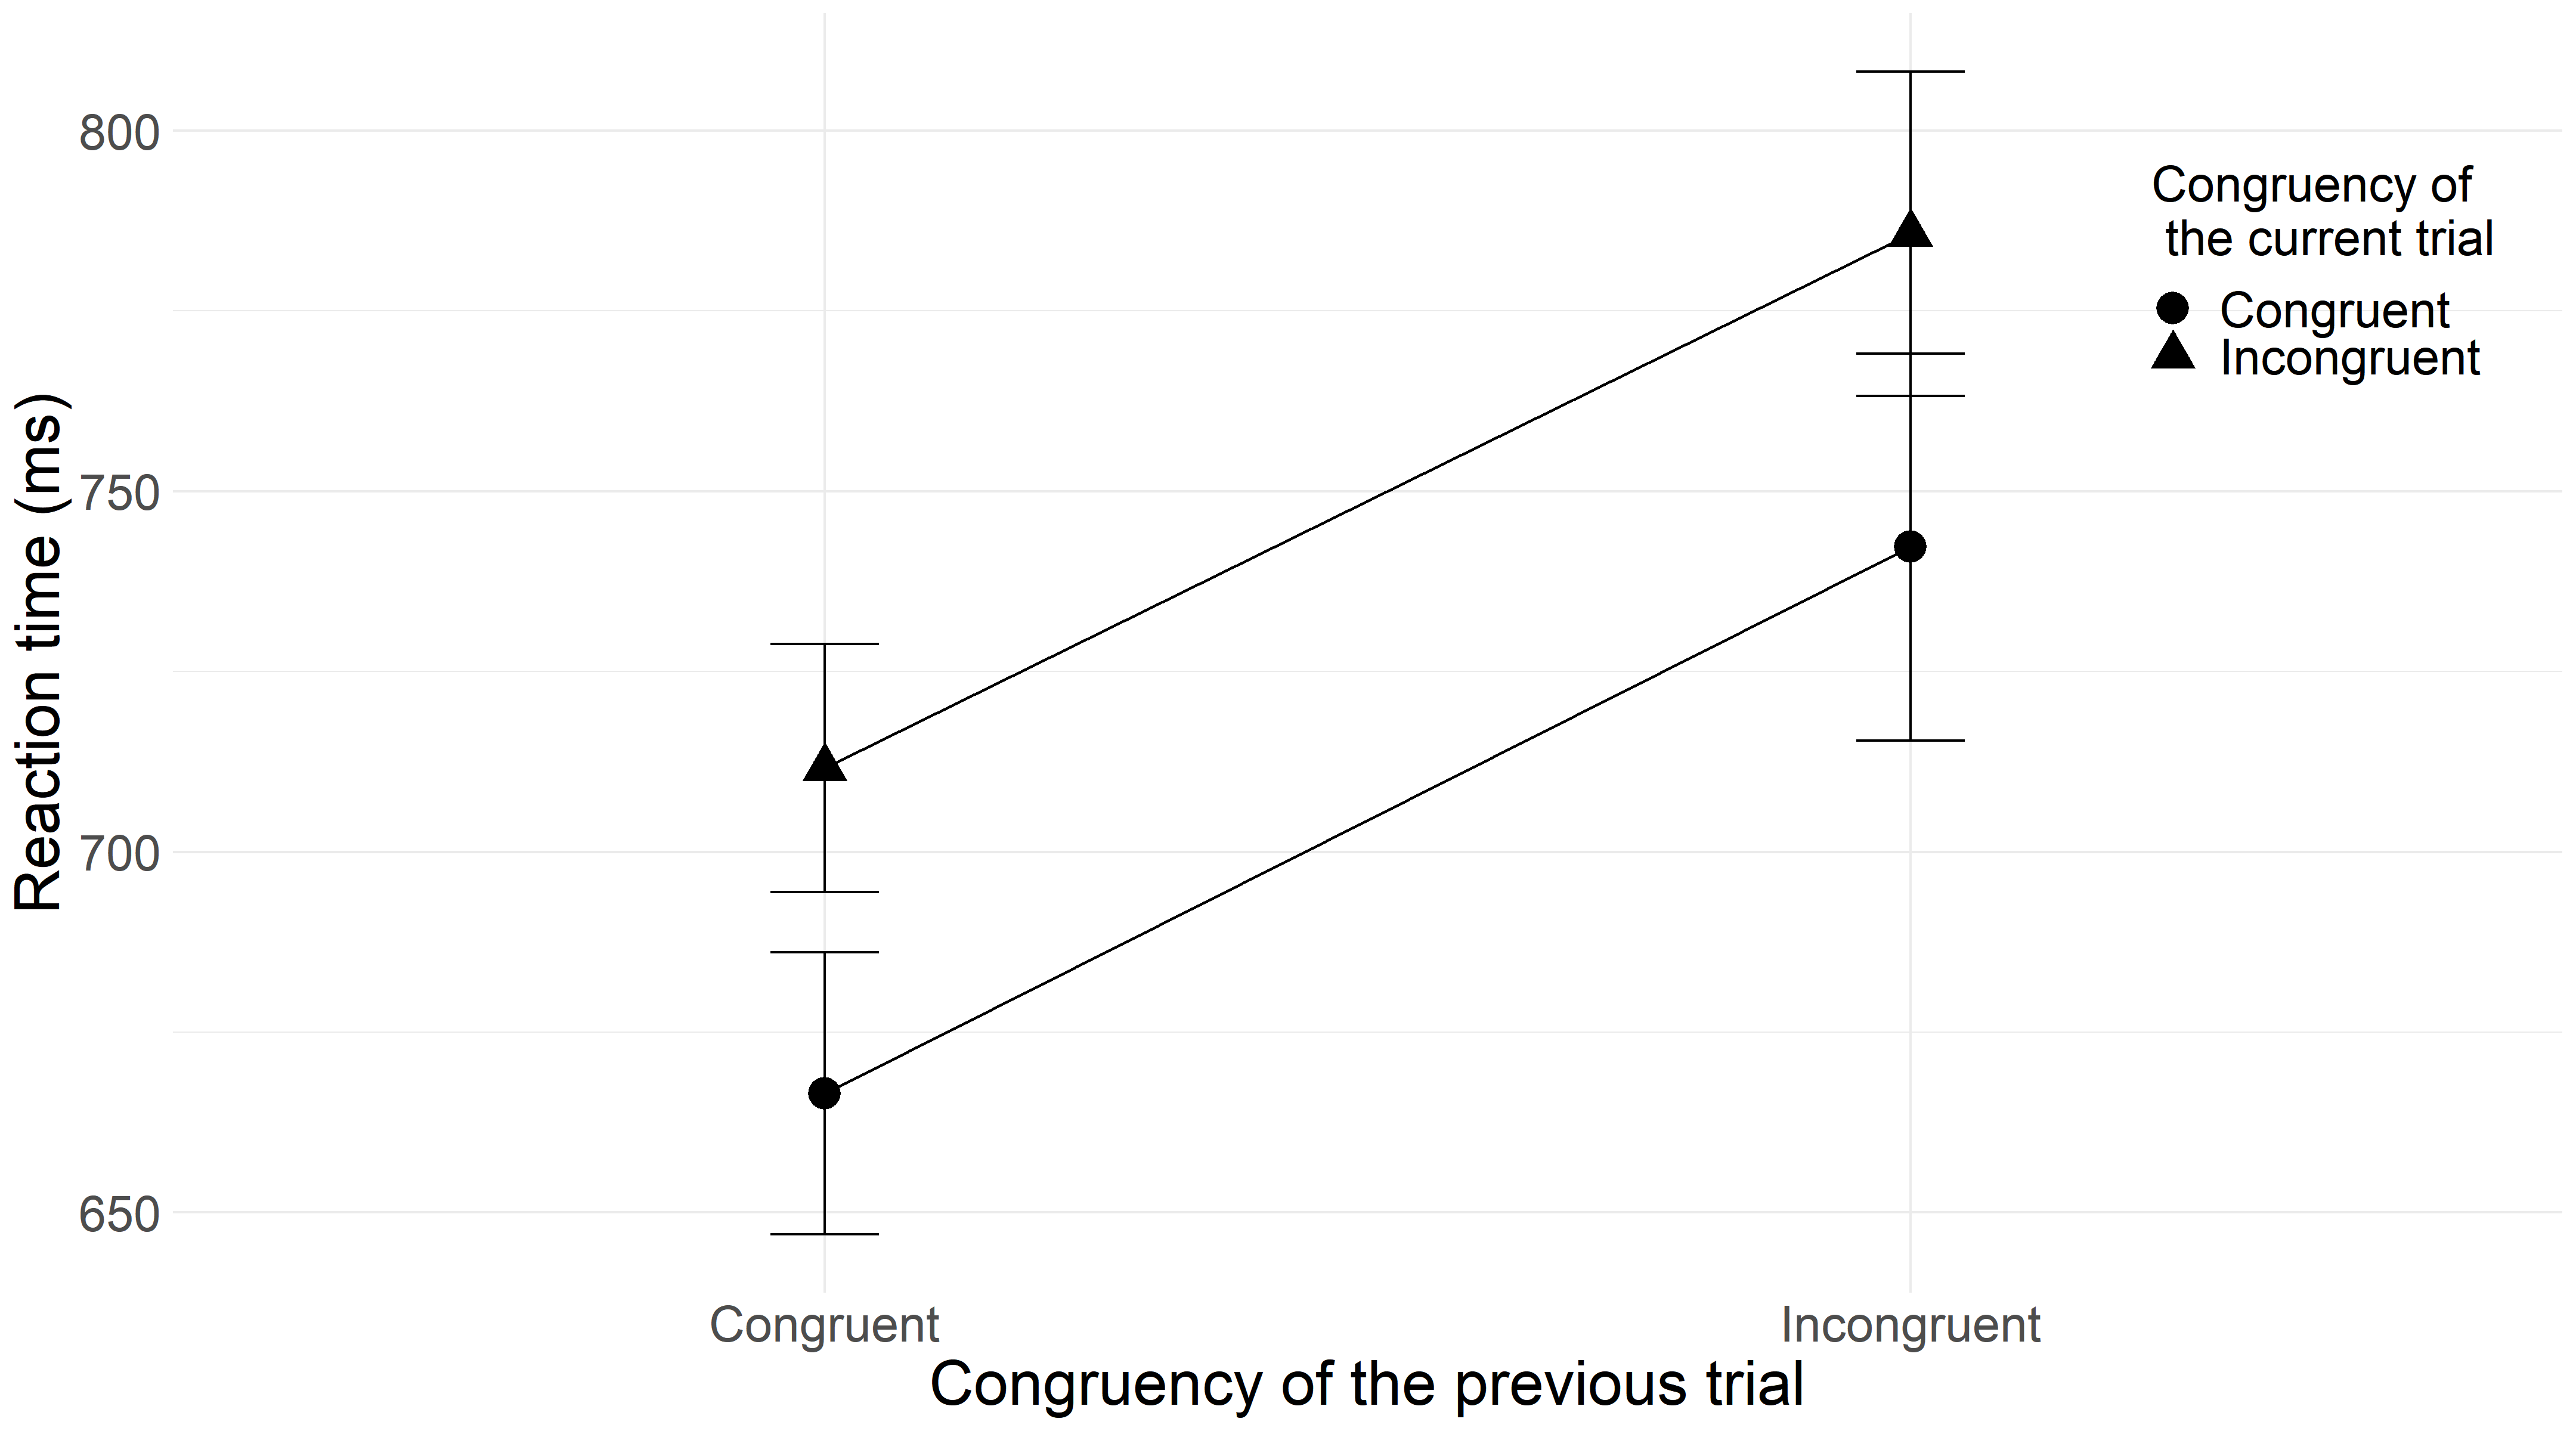 Reaction time (ms)
800
750
700
650
Congruency of
the current trial
Congruent
Incongruent
Congruent
Incongruent
Congruency of the previous trial